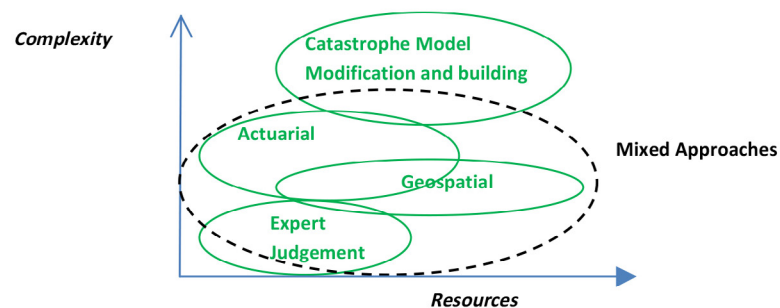 Complexity
Catastrophe Model
Modification and building
Actuarial
Mixed Approaches
Geospatial
Expert
Judgement
Resources